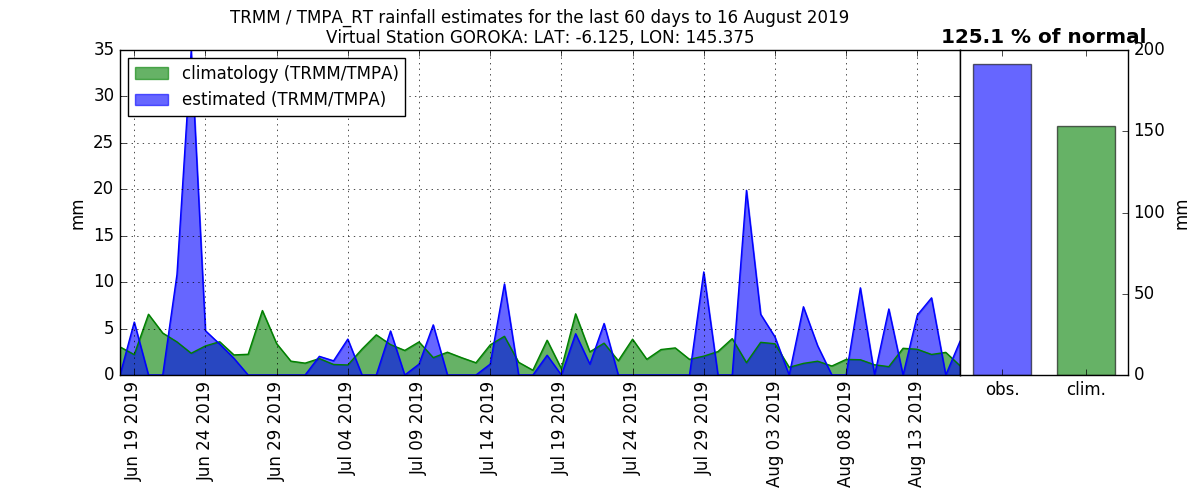 TRMM / TMPA_RT rainfall estimates for the last 60 days to 16 August 2019
Virtual Station GOROKA: LAT: -6.125, LON: 145.375
125.1 % of normal
climatology (TRMM/TMPA)
estimated (TRMM/TMPA)
35
30
25
20
15
10
5
0
mm
Jun 19 2019
Jun 24 2019
Jun 29 2019
Jul 04 2019
Jul 09 2019
Jul 14 2019
Jul 19 2019
Jul 24 2019
Jul 29 2019
Aug 03 2019
Aug 08 2019
Aug 13 2019
obs.
clim.
200
150
100
50
0
mm